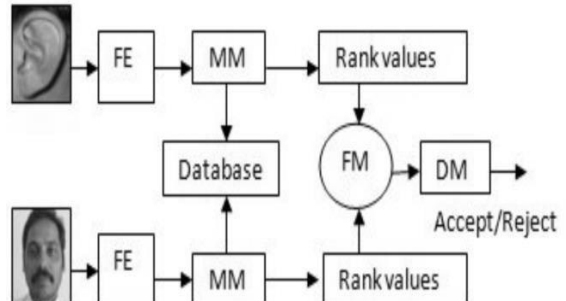 FE
MM
Rank values
Database
FM
DM
Accept/Reject
FE
MM
Rank values